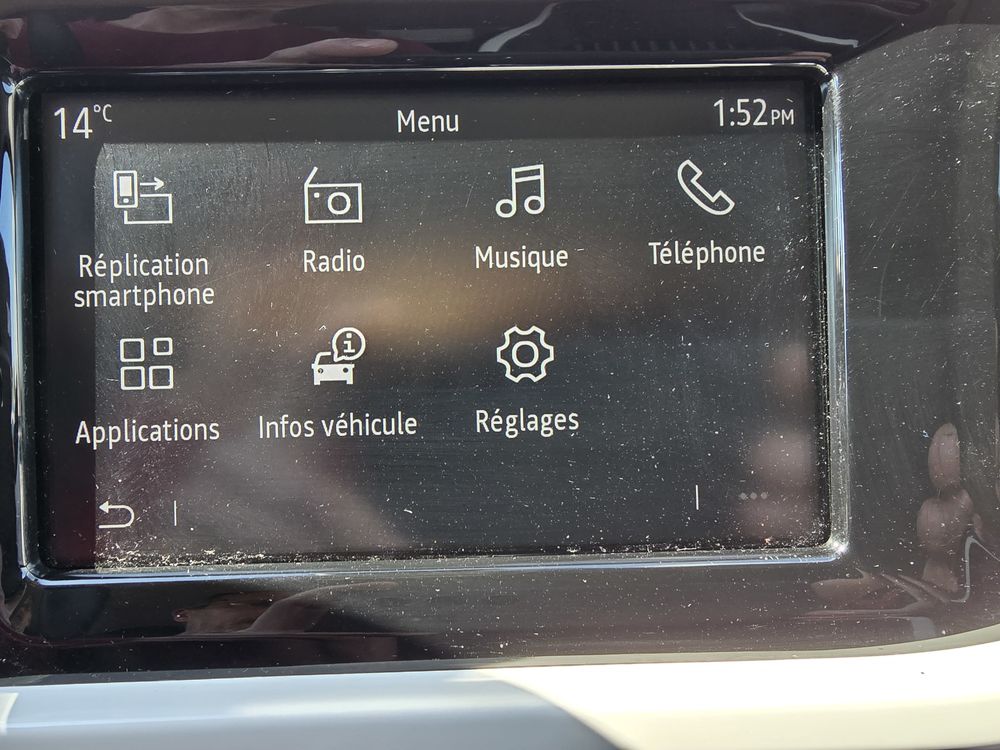 14°C
Menu
1:52PM
Réplication
smartphone
Radio
Musique
Téléphone
Applications
Infos véhicule
Réglages